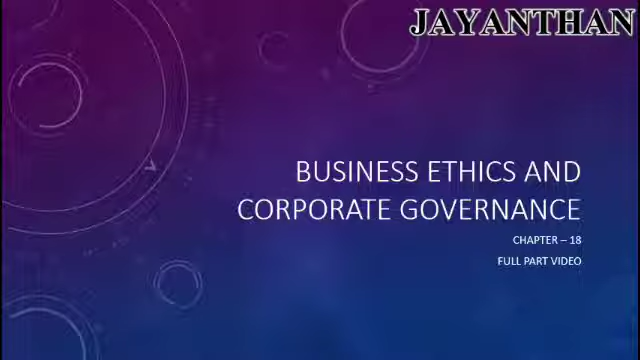 JAYANTHAN
BUSINESS ETHICS AND
CORPORATE GOVERNANCE
CHAPTER – 18
FULL PART VIDEO